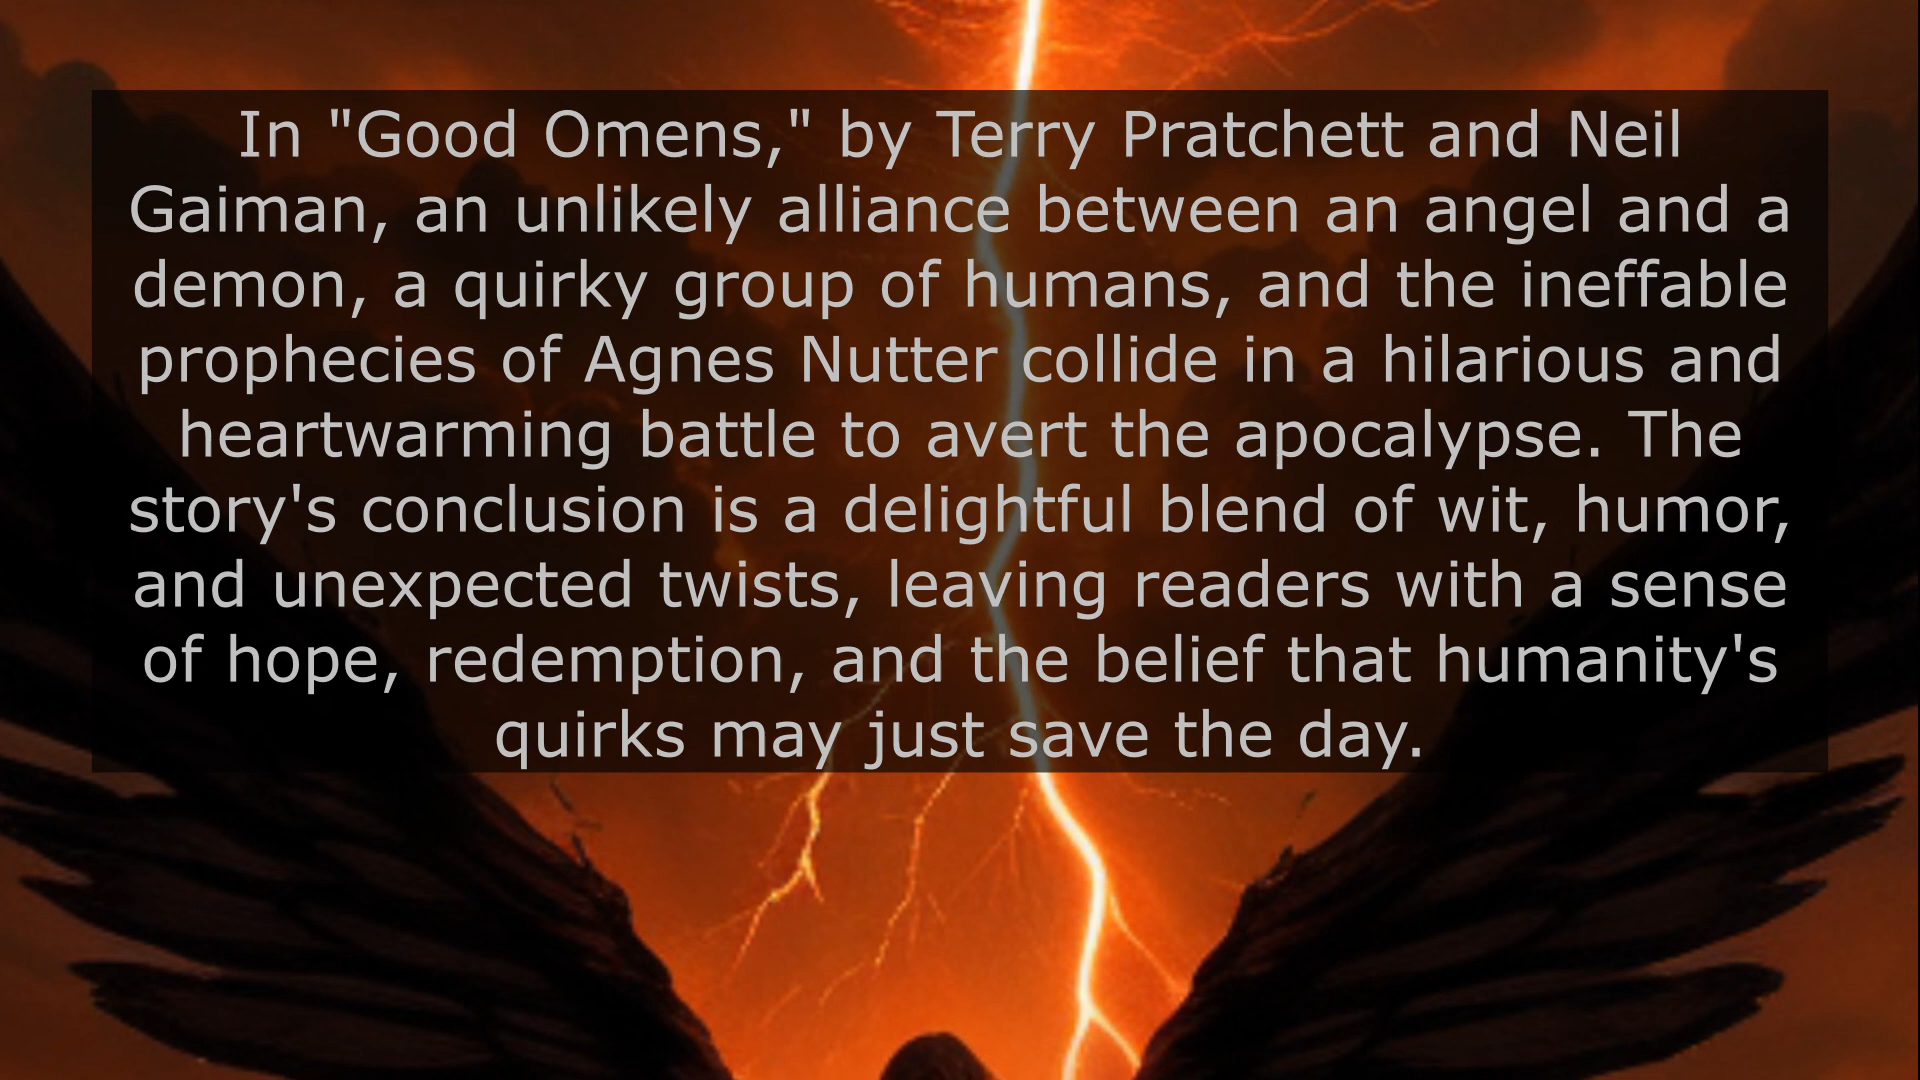 In "Good Omens," by Terry Pratchett and Neil
Gaiman, an unlikely alliance between an angel and a
demon, a quirky group of humans, and the ineffable
prophecies of Agnes Nutter collide in a hilarious and
heartwarming battle to avert the apocalypse. The
story's conclusion is a delightful blend of wit, humor,
and unexpected twists, leaving readers with a sense
of hope, redemption, and the belief that humanity's
quirks may just save the day.